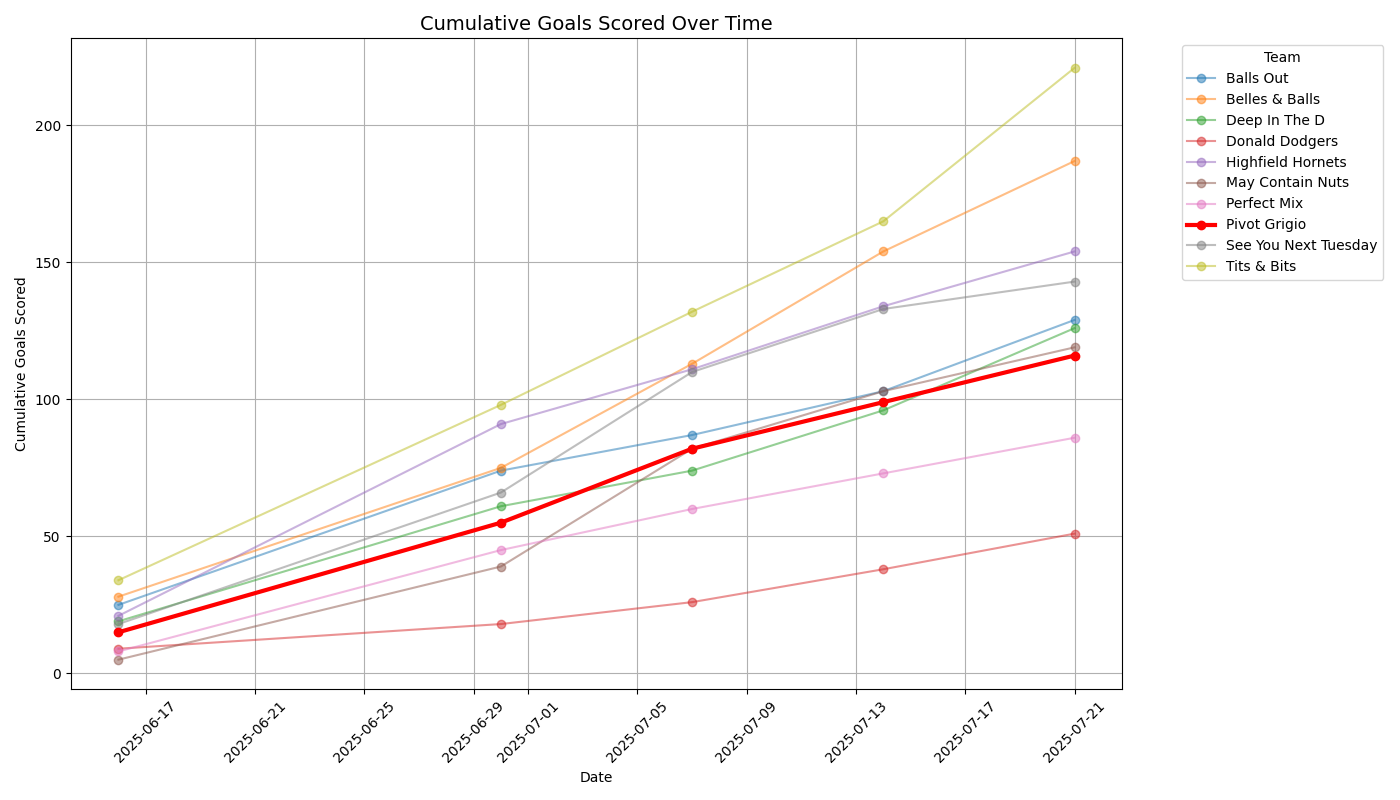 Cumulative Goals Scored Over Time
Cumulative Goals Scored
200
150
100
50
0
2025-06-17
2025-06-21
2025-06-25
2025-06-29
2025-07-01
2025-07-05
2025-07-09
2025-07-13
2025-07-17
2025-07-21
Date
Team
Balls Out
Belles & Balls
Deep In The D
Donald Dodgers
Highfield Hornets
May Contain Nuts
Perfect Mix
Pivot Grigio
See You Next Tuesday
Tits & Bits